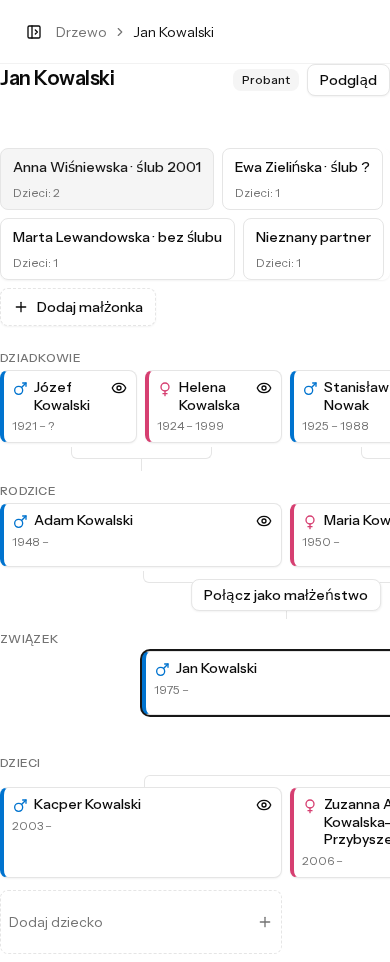 Drzewo > Jan Kowalski
Jan Kowalski
Probant
Podgląd
Anna Wiśniewska · ślub 2001
Dzieci: 2
Ewa Zielińska · ślub ?
Dzieci: 1
Marta Lewandowska · bez ślubu
Dzieci: 1
Nieznany partner
Dzieci: 1
+ Dodaj małżonka
DZIADKOWIE
♂ Józef
Kowalski
1921 – ?
♀ Helena
Kowalska
1924 – 1999
♂ Stanisław
Nowak
1925 – 1988
RODZICE
♂ Adam Kowalski
1948 –
♀ Maria Kow
1950 –
Połącz jako małżeństwo
ZWIĄZEK
♂ Jan Kowalski
1975 –
DZIECI
♂ Kacper Kowalski
2003 –
♀ Zuzanna A
Kowalska-
Przybysze
2006 –
Dodaj dziecko +